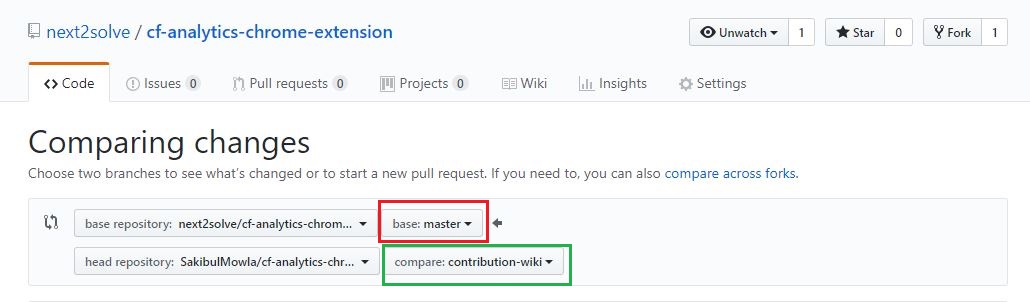 next2solve / cf-analytics-chrome-extension Unwatch 1 Star 0 Fork 1
Code Issues 0 Pull requests 0 Projects 0 Wiki Insights Settings
Comparing changes
Choose two branches to see what's changed or to start a new pull request. If you need to, you can also compare across forks.
base repository: next2solve/cf-analytics-chrom... base: master
head repository: SakibulMowla/cf-analytics-chr... compare: contribution-wiki